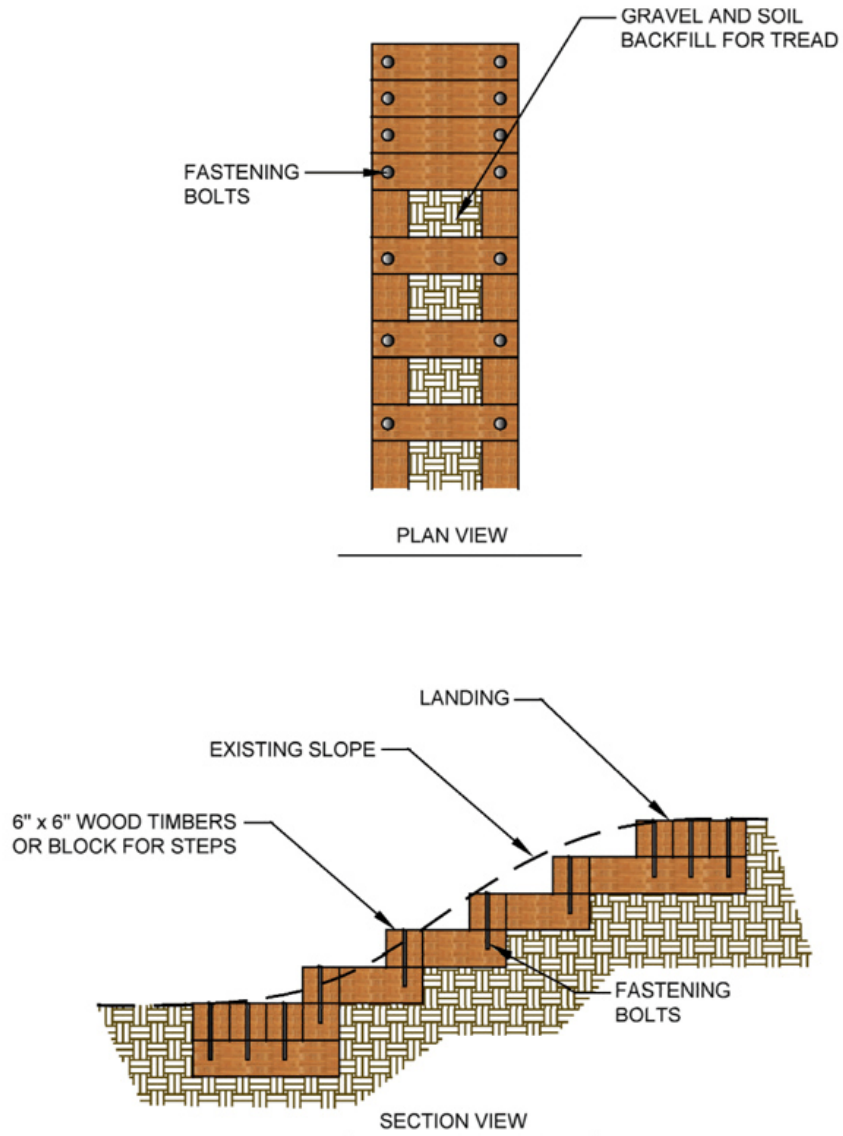 GRAVEL AND SOIL
BACKFILL FOR TREAD
FASTENING
BOLTS
PLAN VIEW
LANDING
EXISTING SLOPE
6" x 6" WOOD TIMBERS
OR BLOCK FOR STEPS
FASTENING
BOLTS
SECTION VIEW